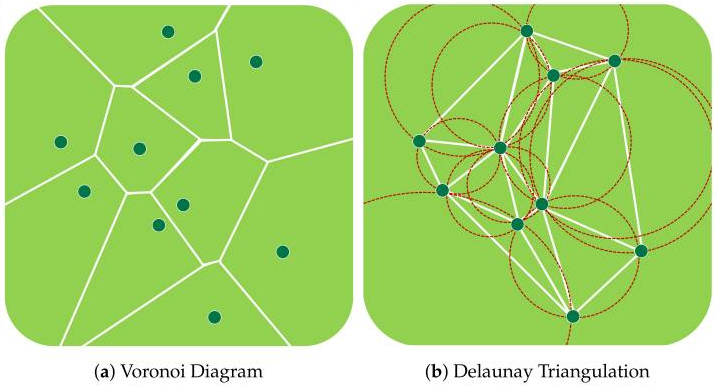 (a) Voronoi Diagram
(b) Delaunay Triangulation